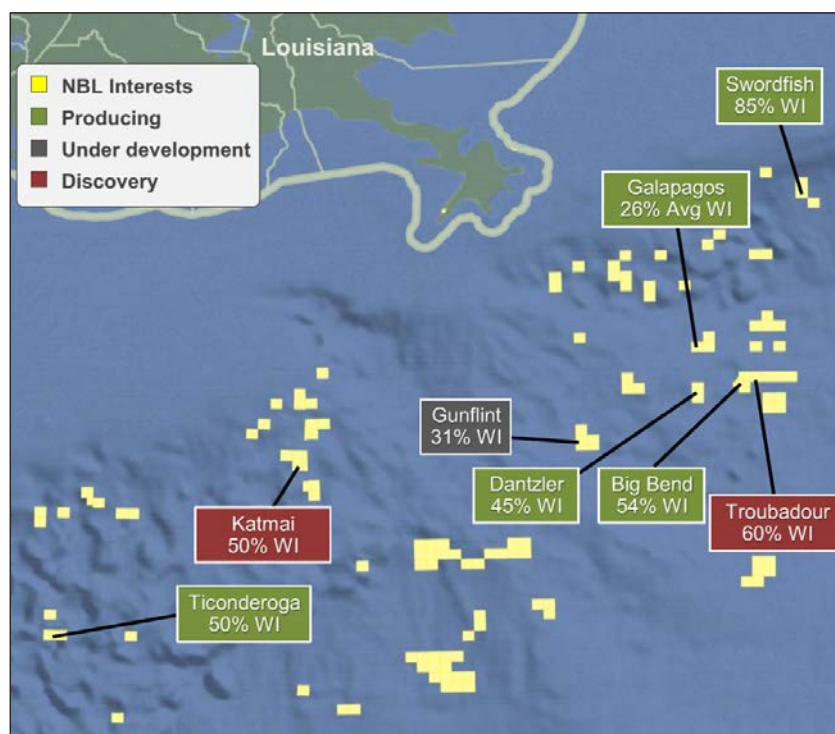 Louisiana
NBL Interests
Producing
Under development
Discovery
Swordfish
85% WI
Galapagos
26% Avg WI
Gunflint
31% WI
Dantzler
45% WI
Big Bend
54% WI
Troubadour
60% WI
Katmai
50% WI
Ticonderoga
50% WI